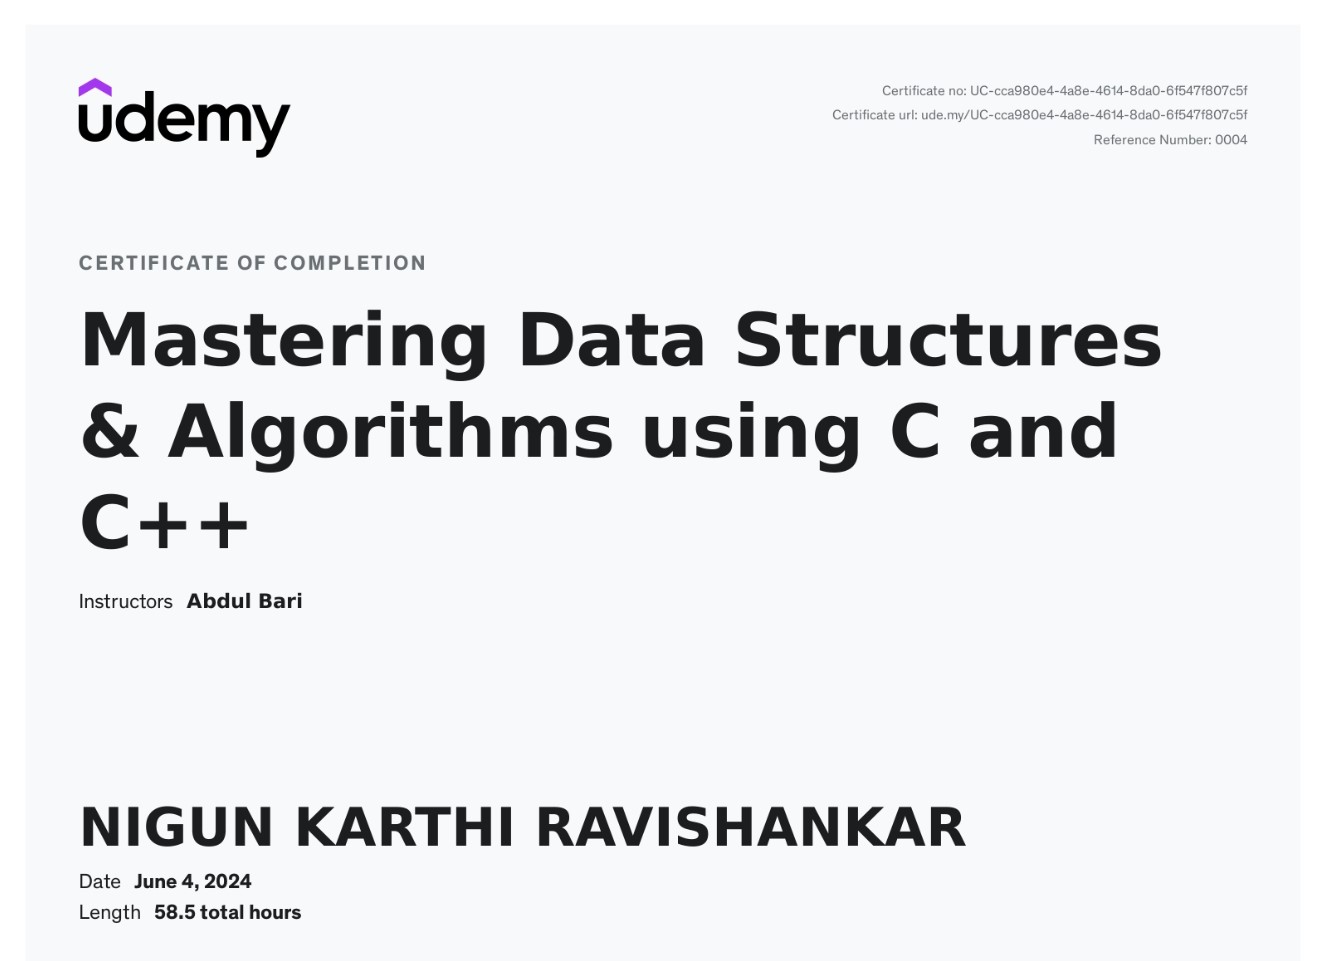 udemy
Certificate no: UC-cca980e4-4a8e-4614-8da0-6f547f807c5f
Certificate url: ude.my/UC-cca980e4-4a8e-4614-8da0-6f547f807c5f
Reference Number: 0004
CERTIFICATE OF COMPLETION
Mastering Data Structures
& Algorithms using C and
C++
Instructors Abdul Bari
NIGUN KARTHI RAVISHANKAR
Date June 4, 2024
Length 58.5 total hours